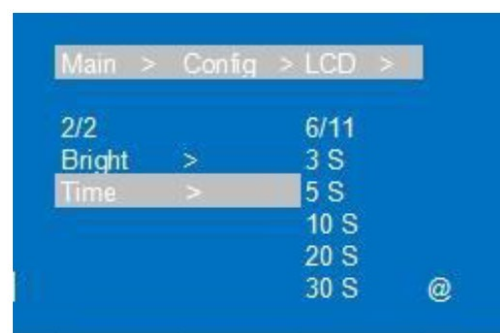 Main > Config > LCD >
2/2 6/11
Bright > 3 S
Time > 5 S
10 S
20 S
30 S @